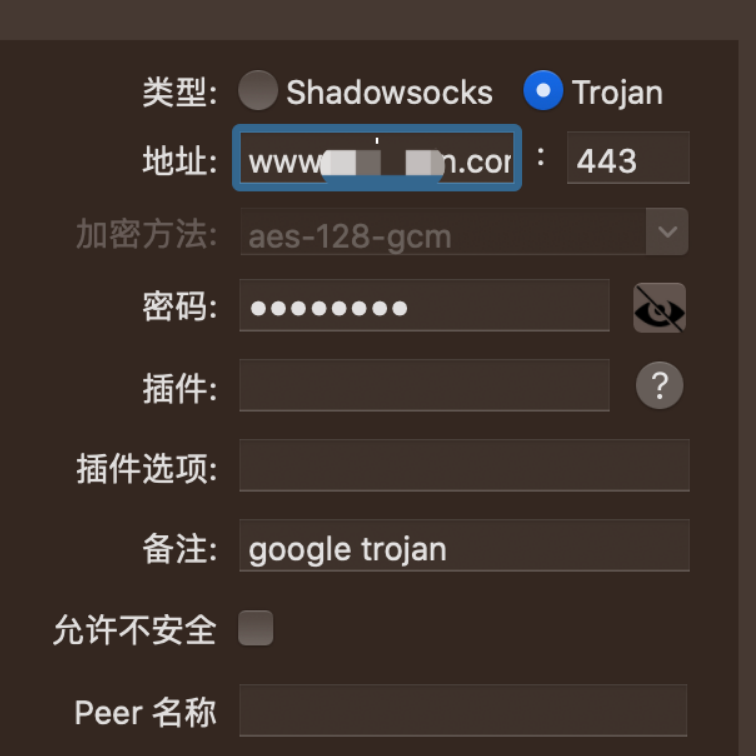 类型: Shadowsocks Trojan
地址: www n.cor : 443
加密方法: aes-128-gcm
密码: ●●●●●●●●
插件: ?
插件选项:
备注: google trojan
允许不安全
Peer 名称